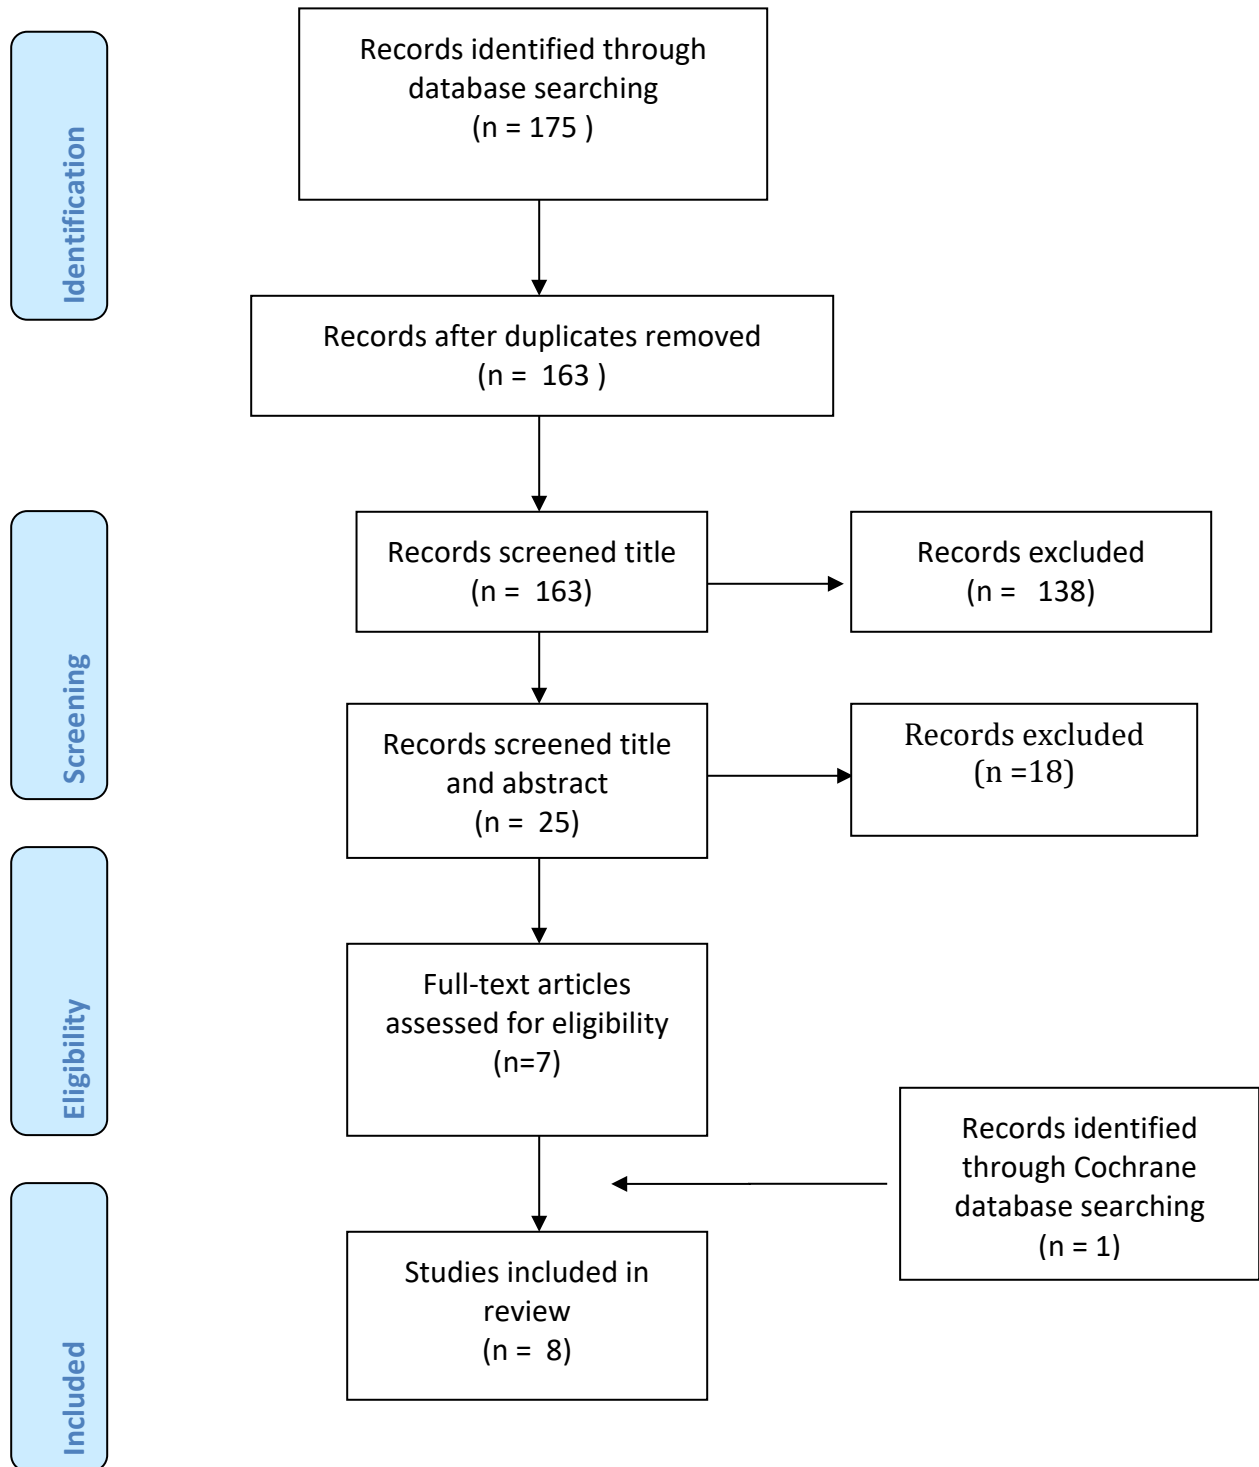 Identification
Records identified through
database searching
(n = 175 )
Records after duplicates removed
(n =  163 )
Screening
Records screened title
(n =  163)
Records excluded
(n =   138)
Records screened title
and abstract
(n =  25)
Records excluded
(n =18)
Eligibility
Full-text articles
assessed for eligibility
(n=7)
Records identified
through Cochrane
database searching
(n = 1)
Included
Studies included in
review
(n =  8)